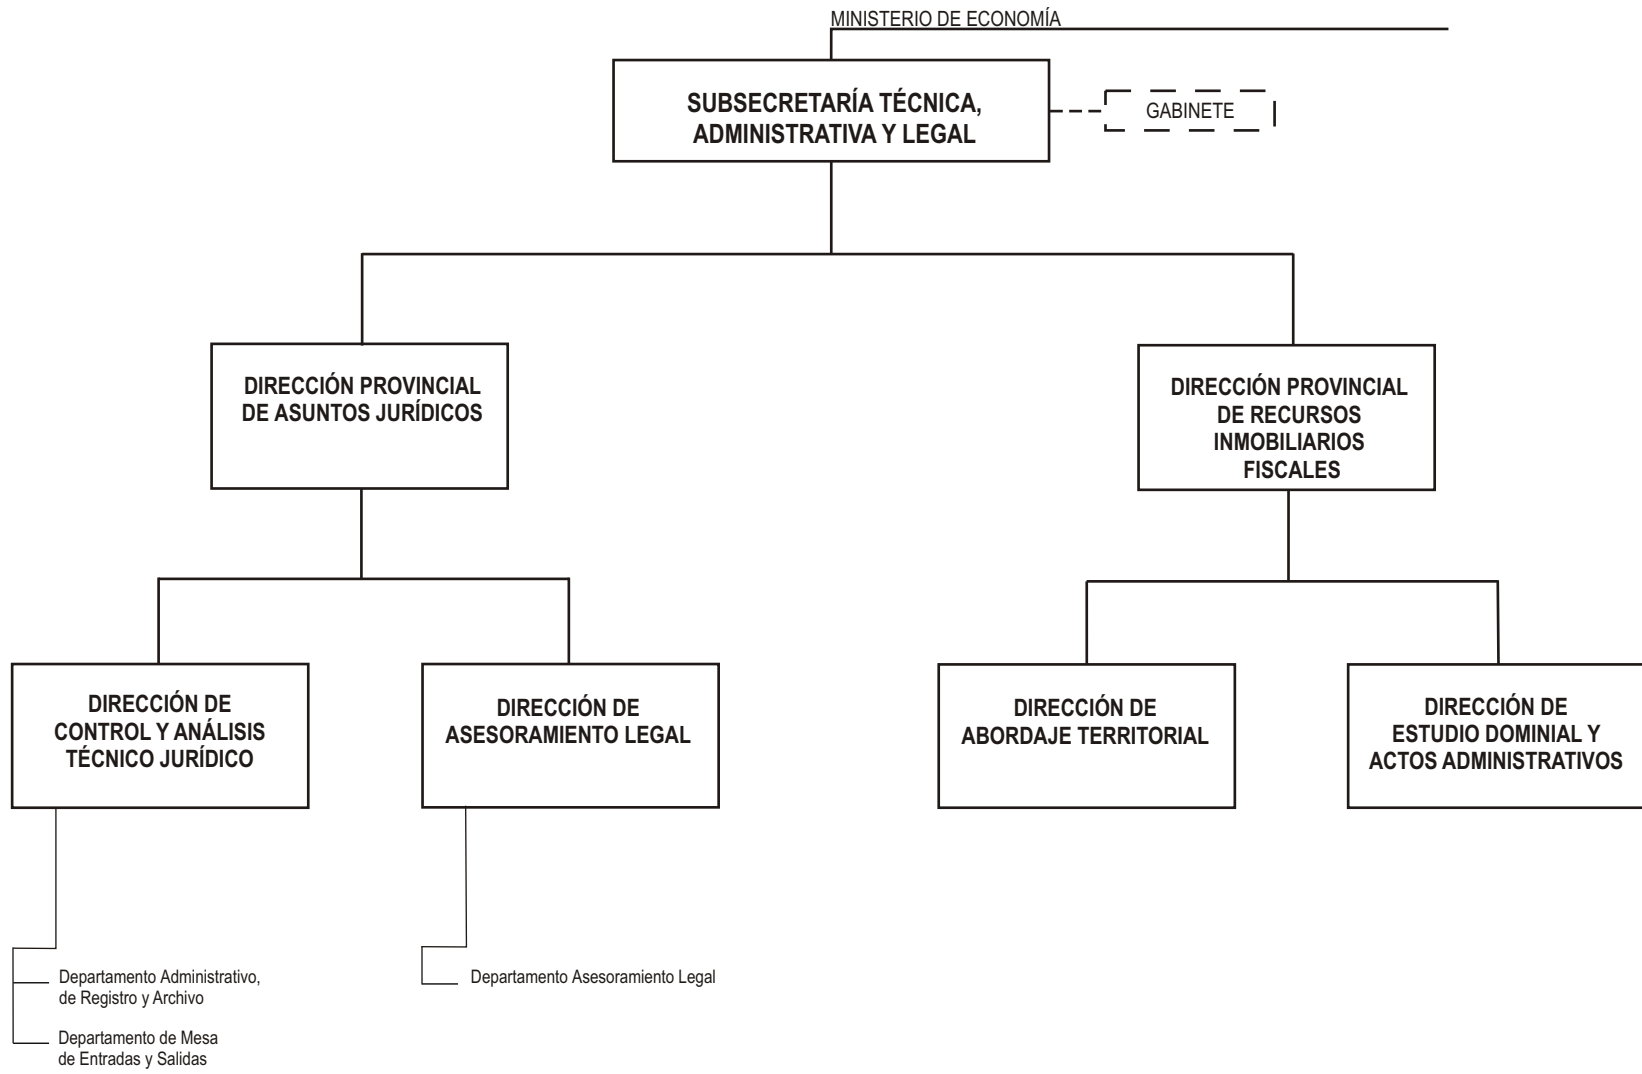 MINISTERIO DE ECONOMÍA
SUBSECRETARÍA TÉCNICA,
ADMINISTRATIVA Y LEGAL
GABINETE
DIRECCIÓN PROVINCIAL
DE ASUNTOS JURÍDICOS
DIRECCIÓN PROVINCIAL
DE RECURSOS
INMOBILIARIOS
FISCALES
DIRECCIÓN DE
CONTROL Y ANÁLISIS
TÉCNICO JURÍDICO
DIRECCIÓN DE
ASESORAMIENTO LEGAL
DIRECCIÓN DE
ABORDAJE TERRITORIAL
DIRECCIÓN DE
ESTUDIO DOMINIAL Y
ACTOS ADMINISTRATIVOS
Departamento Administrativo,
de Registro y Archivo
Departamento de Mesa
de Entradas y Salidas
Departamento Asesoramiento Legal